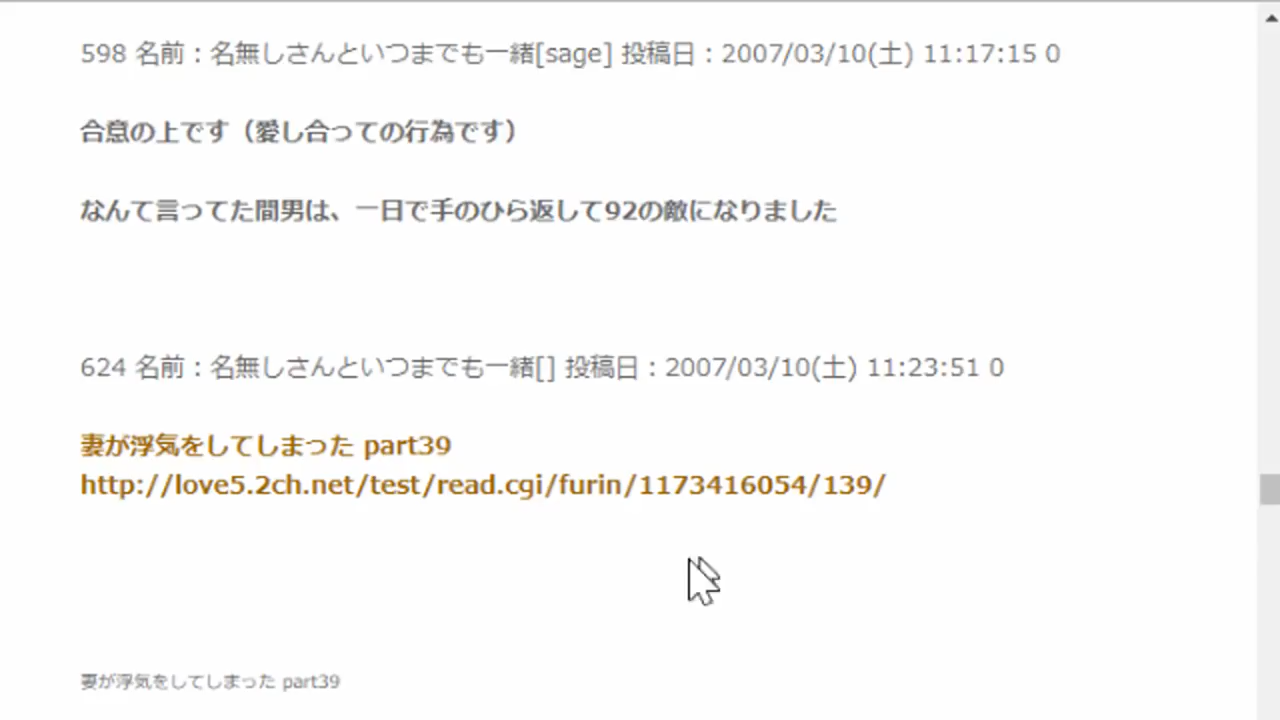 598 名前：名無しさんといつまでも一緒[sage] 投稿日：2007/03/10(土) 11:17:15 0
合意の上です（愛し合っての行為です）
なんて言ってた間男は、一日で手のひら返して92の敵になりました
624 名前：名無しさんといつまでも一緒[] 投稿日：2007/03/10(土) 11:23:51 0
妻が浮気をしてしまった part39
http://love5.2ch.net/test/read.cgi/furin/1173416054/139/
妻が浮気をしてしまった part39